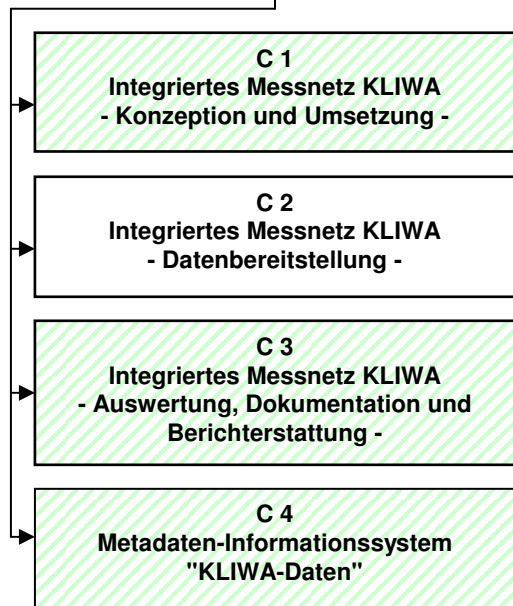 C 1
Integriertes Messnetz KLIWA
- Konzeption und Umsetzung -
C 2
Integriertes Messnetz KLIWA
- Datenbereitstellung -
C 3
Integriertes Messnetz KLIWA
- Auswertung, Dokumentation und
Berichterstattung -
C 4
Metadaten-Informationssystem
"KLIWA-Daten"